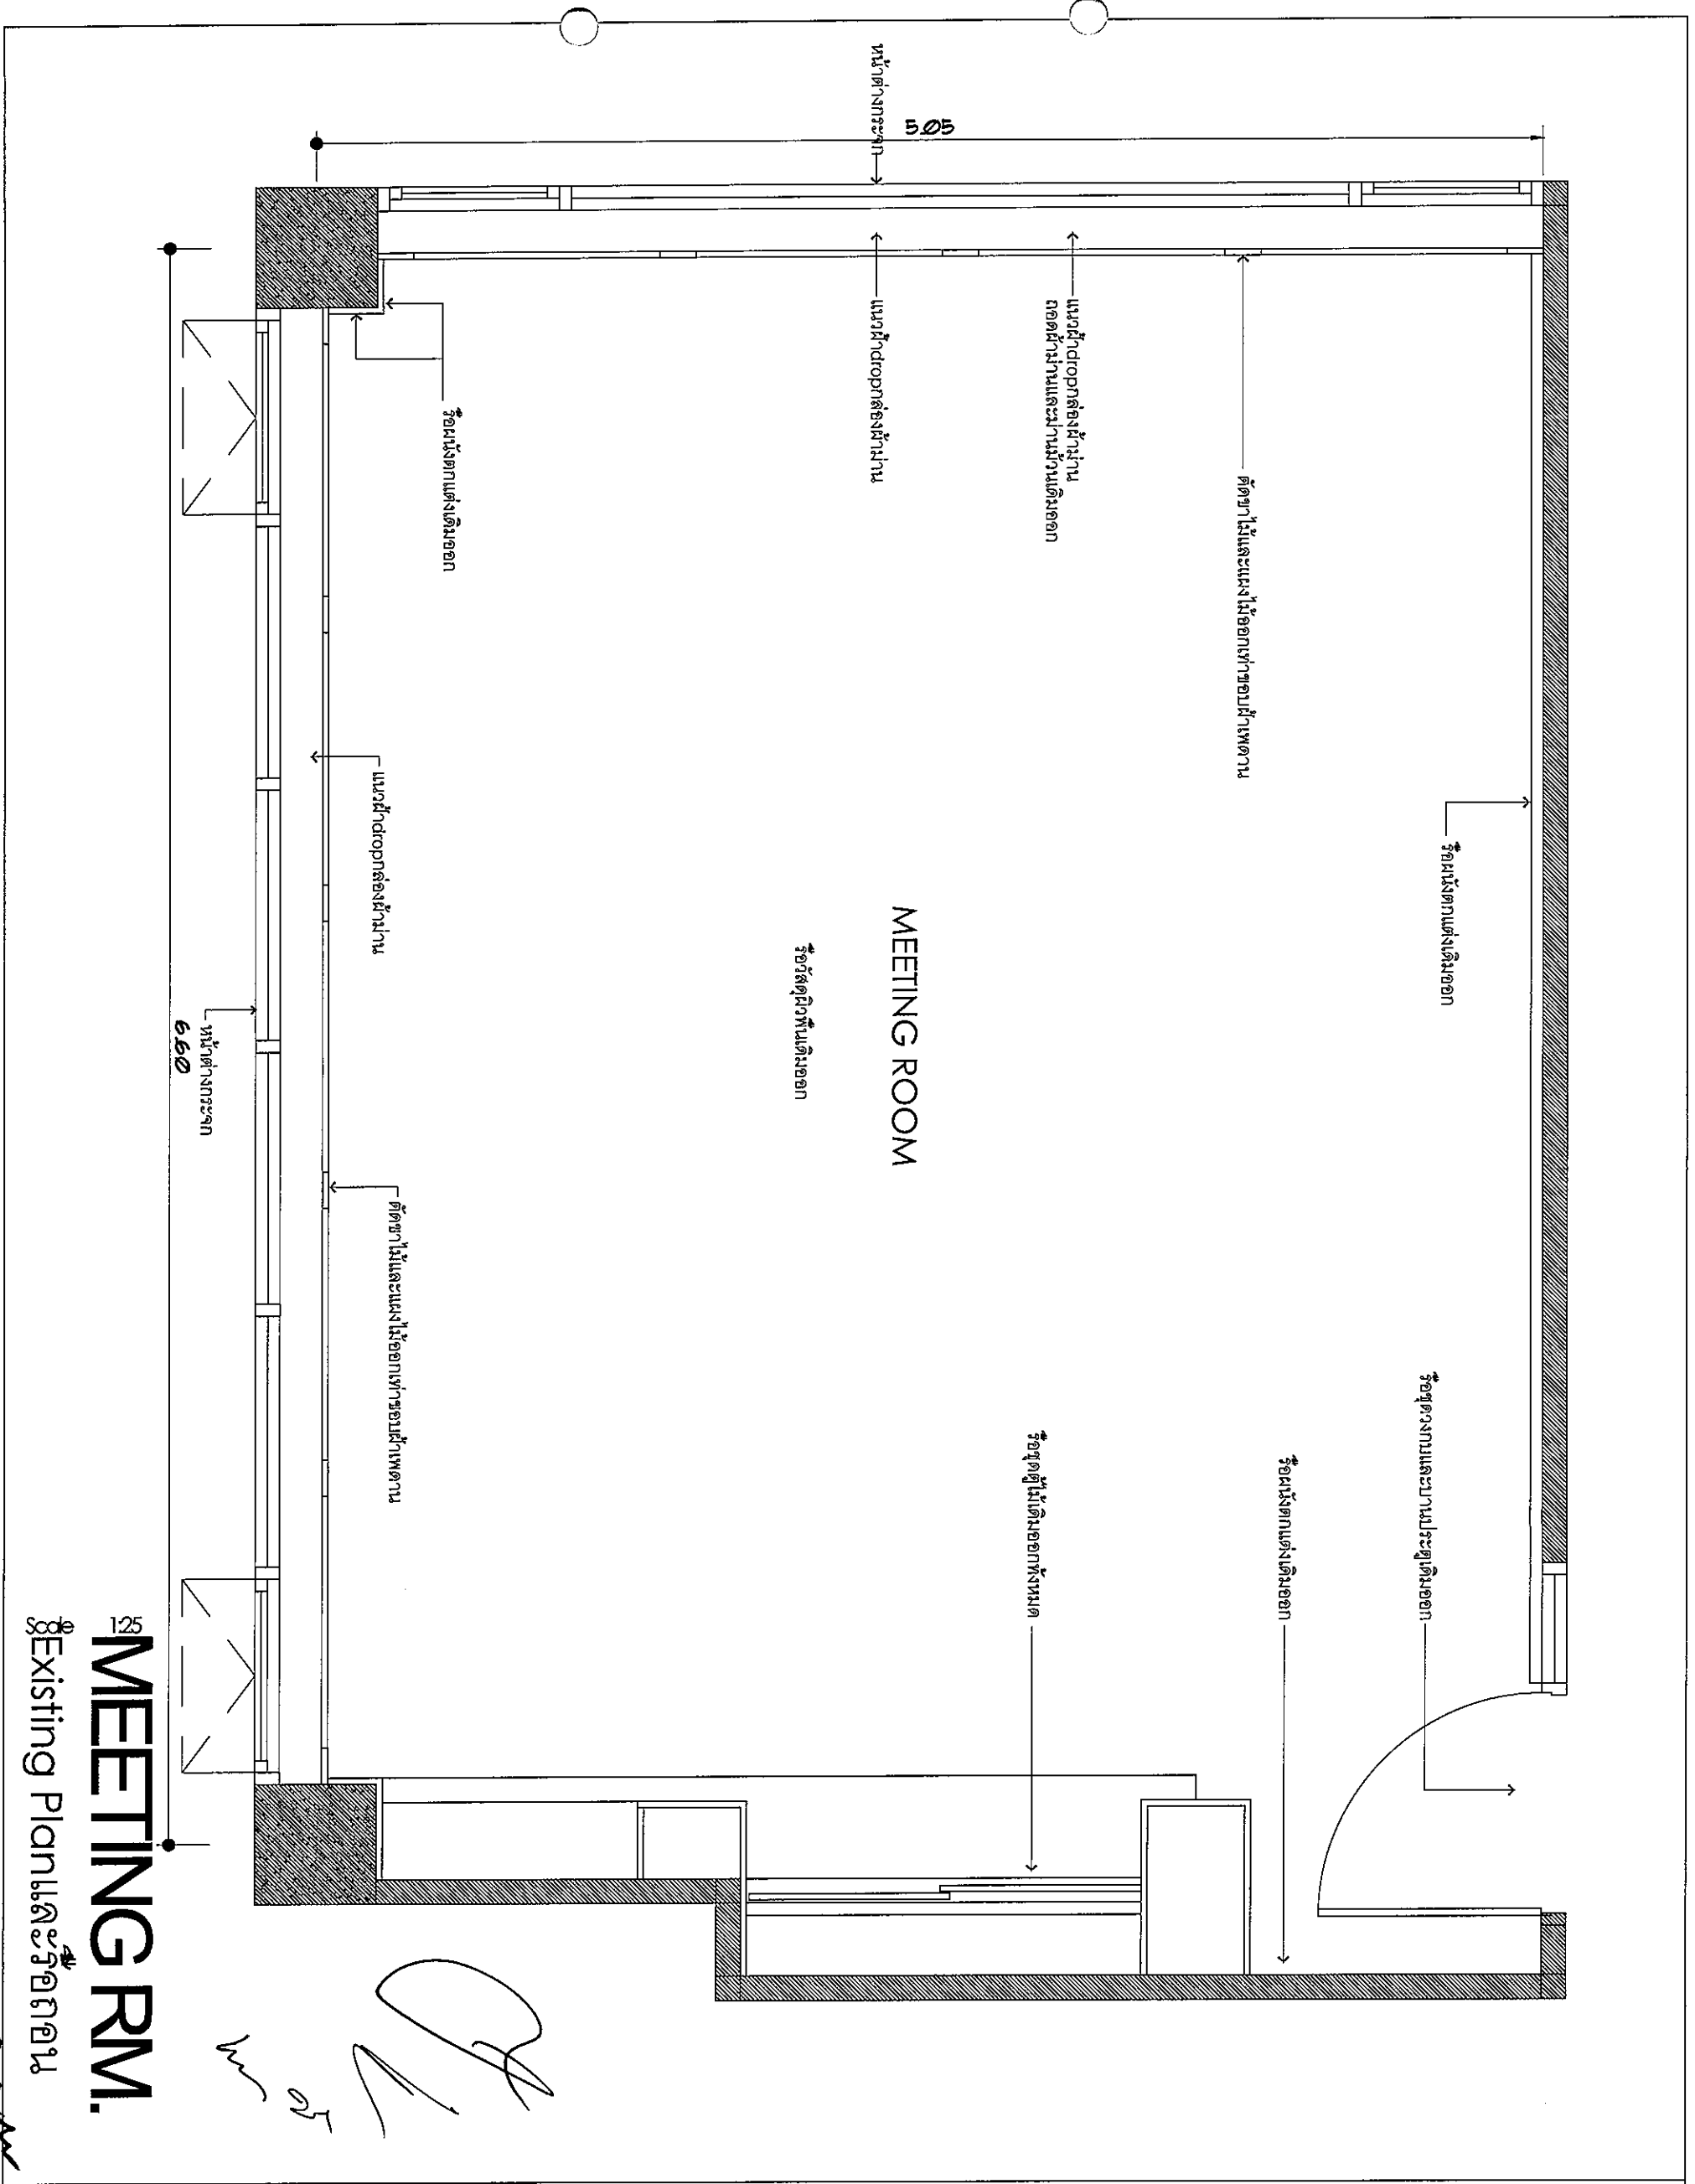 รื้อผนังตกแต่งเดิมออก
รื้อชุดวงกบและบานประตูเดิมออก
รื้อผนังตกแต่งเดิมออก
ตัดขาไม้และแผงไม้ออกเท่าขอบฝ้าเพดาน
แนวฝ้าdropกล่องผ้าม่าน
ถอดผ้าม่านและม่านม้วนเดิมออก
รื้อชุดตู้ไม้เดิมออกทั้งหมด
5.05
หน้าต่างกระจก
แนวฝ้าdropกล่องผ้าม่าน
MEETING ROOM
รื้อวัสดุผิวพื้นเดิมออก
รื้อผนังตกแต่งเดิมออก
แนวฝ้าdropกล่องผ้าม่าน
ตัดขาไม้และแผงไม้ออกเท่าขอบฝ้าเพดาน
หน้าต่างกระจก
6.60
1:25
MEETING RM.
Existing Planและรื้อถอน